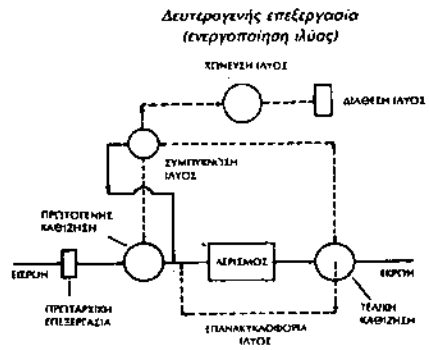 Δευτερογενής επεξεργασία
(ενεργοποίηση ιλύος)
ΧΩΝΕΥΣΗ ΙΛΥΟΣ
ΔΙΑΘΕΣΗ ΙΛΥΟΣ
ΣΥΜΠΥΚΝΩΣΗ
ΙΛΥΟΣ
ΠΡΩΤΟΓΕΝΗΣ
ΚΑΘΙΖΗΣΗ
ΕΙΣΡΟΗ
ΑΕΡΙΣΜΟΣ
ΕΚΡΟΗ
ΠΡΟΚΑΤΑΡΚΤΙΚΗ
ΕΠΕΞΕΡΓΑΣΙΑ
ΤΕΛΙΚΗ
ΚΑΘΙΖΗΣΗ
ΕΠΑΝΑΚΥΚΛΟΦΟΡΙΑ
ΙΛΥΟΣ